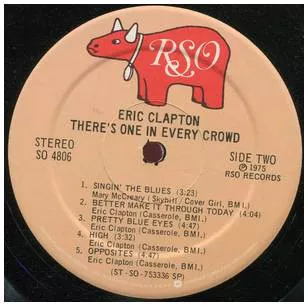 RSO
ERIC CLAPTON
THERE'S ONE IN EVERY CROWD
STEREO
SO 4806
SIDE TWO
℗ 1975
RSO RECORDS
1. SINGIN' THE BLUES (3:23)
Mary McCreary (Skyhill / Cover Girl, BMI.)
2. BETTER MAKE IT THROUGH TODAY (4:04)
Eric Clapton (Casserole, BMI.)
3. PRETTY BLUE EYES (4:47)
Eric Clapton (Casserole, BMI.)
4. HIGH (3:32)
Eric Clapton (Casserole, BMI.)
5. OPPOSITES (4:47)
Eric Clapton (Casserole, BMI.)
(ST - SO -753336 SP)